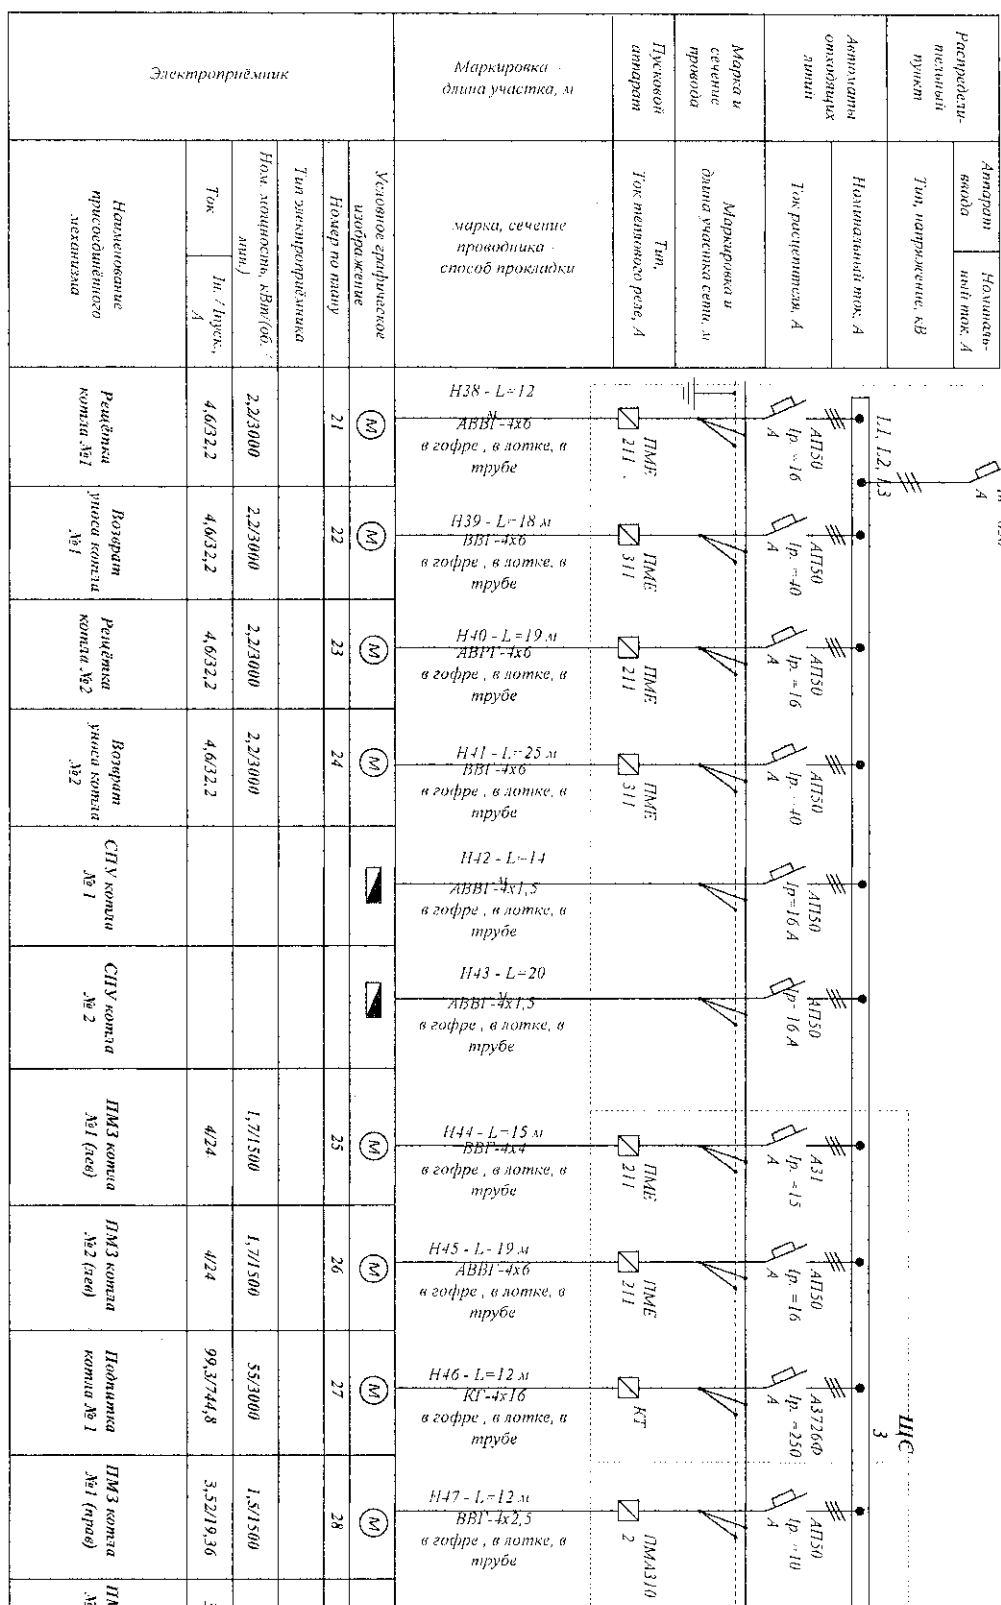 Распредели-
тельный
пункт
Аппарат
ввода
Номиналь-
ный ток, А
Тип, напряжение, кВ
Автоматы
отходящих
линий
Номинальный ток, А
Ток расцепителя, А
Марка и
сечение
провода
Маркировка и
длина участка сети, м
Пусковой
аппарат
Тип,
Ток теплового реле, А
Маркировка -
длина участка, м
марка, сечение
проводника -
способ прокладки
Электроприёмник
Условное графическое
изображение
Номер по плану
Тип электроприёмника
Ном. мощность, кВт/(об. /
мин.)
Ток
Iн. / Iпуск.,
А
Наименование
присоединённого
механизма
L1, L2, L3
А
ЩС
3
АП50
Iр. =16
А
ПМЕ
211
Н38 - L=12
м
АВВГ-4х6
в гофре , в лотке, в
трубе
М
21
2,2/3000
4,6/32,2
Рещётка
котла №1
АП50
Iр. =40
А
ПМЕ
311
Н39 - L=18 м
ВВГ-4х6
в гофре , в лотке, в
трубе
М
22
2,2/3000
4,6/32,2
Возврат
уноса котла
№1
АП50
Iр. =16
А
ПМЕ
211
Н40 - L=19 м
АВРГ-4х6
в гофре , в лотке, в
трубе
М
23
2,2/3000
4,6/32,2
Рещётка
котла №2
АП50
Iр. =40
А
ПМЕ
311
Н41 - L=25 м
ВВГ-4х6
в гофре , в лотке, в
трубе
М
24
2,2/3000
4,6/32,2
Возврат
уноса котла
№2
АП50
Iр=16 А
Н42 - L=14
м
АВВГ-4х1,5
в гофре , в лотке, в
трубе
СПУ котла
№ 1
АП50
Iр=16 А
Н43 - L=20
м
АВВГ-4х1,5
в гофре , в лотке, в
трубе
СПУ котла
№ 2
А31
Iр. =15
А
ПМЕ
211
Н44 - L=15 м
ВВГ-4х4
в гофре , в лотке, в
трубе
М
25
1,7/1500
4/24
ПМЗ котла
№1 (лев)
АП50
Iр. =16
А
ПМЕ
211
Н45 - L- 19 м
АВВГ-4х6
в гофре , в лотке, в
трубе
М
26
1,7/1500
4/24
ПМЗ котла
№2 (лев)
А3726Ф
Iр. =250
А
КТ
Н46 - L=12 м
КГ-4х16
в гофре , в лотке, в
трубе
М
27
55/3000
99,3/744,8
Подпитка
котла № 1
АП50
Iр. =10
А
ПМА310
2
Н47 - L=12 м
ВВГ-4х2,5
в гофре , в лотке, в
трубе
М
28
1,5/1500
3,52/19,36
ПМЗ котла
№1 (прав)